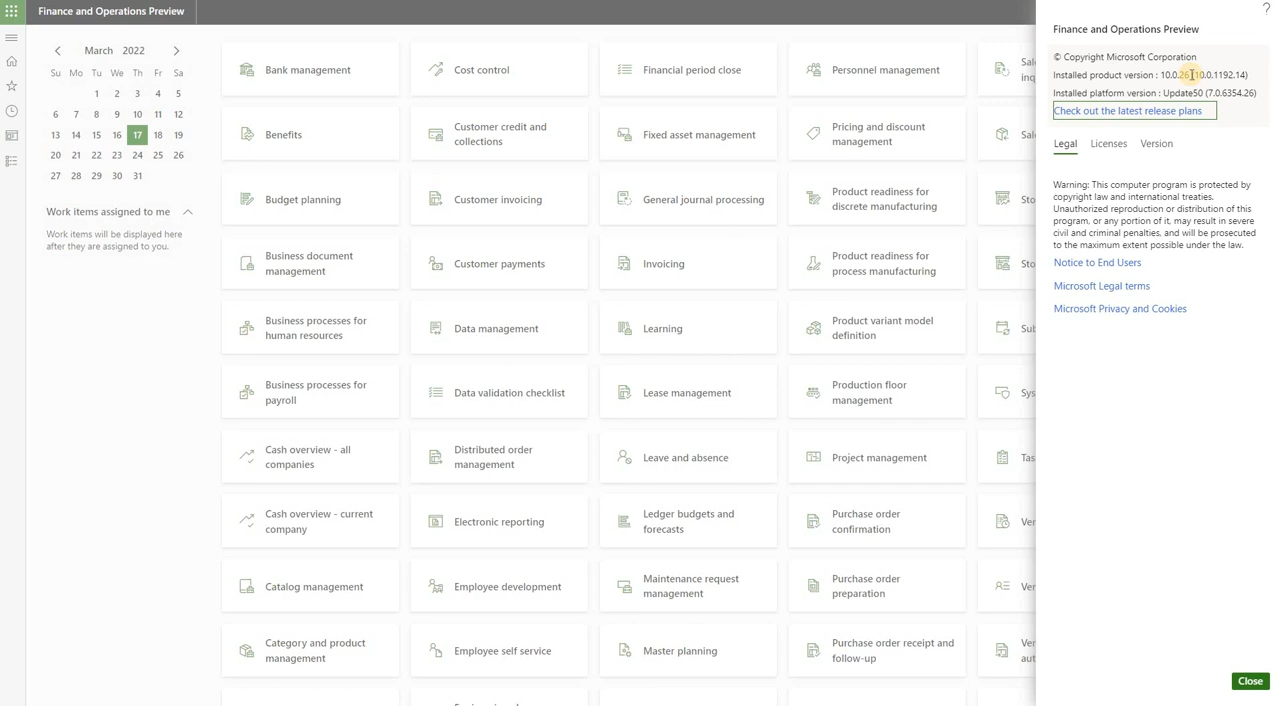 Finance and Operations Preview
?
March 2022
Su Mo Tu We Th Fr Sa
1 2 3 4 5
6 7 8 9 10 11 12
13 14 15 16 17 18 19
20 21 22 23 24 25 26
27 28 29 30 31
Work items assigned to me
Work items will be displayed here
after they are assigned to you.
Bank management
Benefits
Budget planning
Business document
management
Business processes for
human resources
Business processes for
payroll
Cash overview - all
companies
Cash overview - current
company
Catalog management
Category and product
management
Cost control
Customer credit and
collections
Customer invoicing
Customer payments
Data management
Data validation checklist
Distributed order
management
Electronic reporting
Employee development
Employee self service
Financial period close
Fixed asset management
General journal processing
Invoicing
Learning
Lease management
Leave and absence
Ledger budgets and
forecasts
Maintenance request
management
Master planning
Personnel management
Pricing and discount
management
Product readiness for
discrete manufacturing
Product readiness for
process manufacturing
Product variant model
definition
Production floor
management
Project management
Purchase order
confirmation
Purchase order
preparation
Purchase order receipt and
follow-up
Sal
inq
Sal
Sto
Sto
Sub
Sys
Tas
Ver
Ver
Ver
aut
Finance and Operations Preview
© Copyright Microsoft Corporation
Installed product version : 10.0.26 (10.0.1192.14)
Installed platform version : Update50 (7.0.6354.26)
Check out the latest release plans
Legal Licenses Version
Warning: This computer program is protected by
copyright law and international treaties.
Unauthorized reproduction or distribution of this
program, or any portion of it, may result in severe
civil and criminal penalties, and will be prosecuted
to the maximum extent possible under the law.
Notice to End Users
Microsoft Legal terms
Microsoft Privacy and Cookies
Close